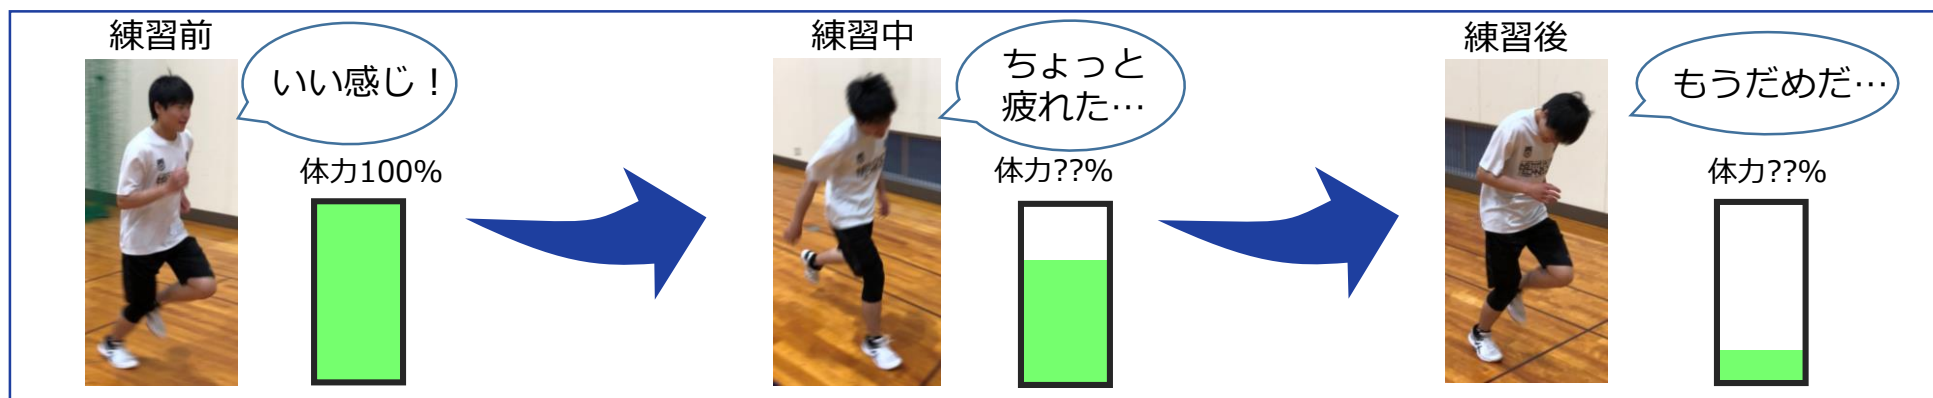 練習前
いい感じ！
体力100%
練習中
ちょっと
疲れた…
体力??%
練習後
もうだめだ…
体力??%